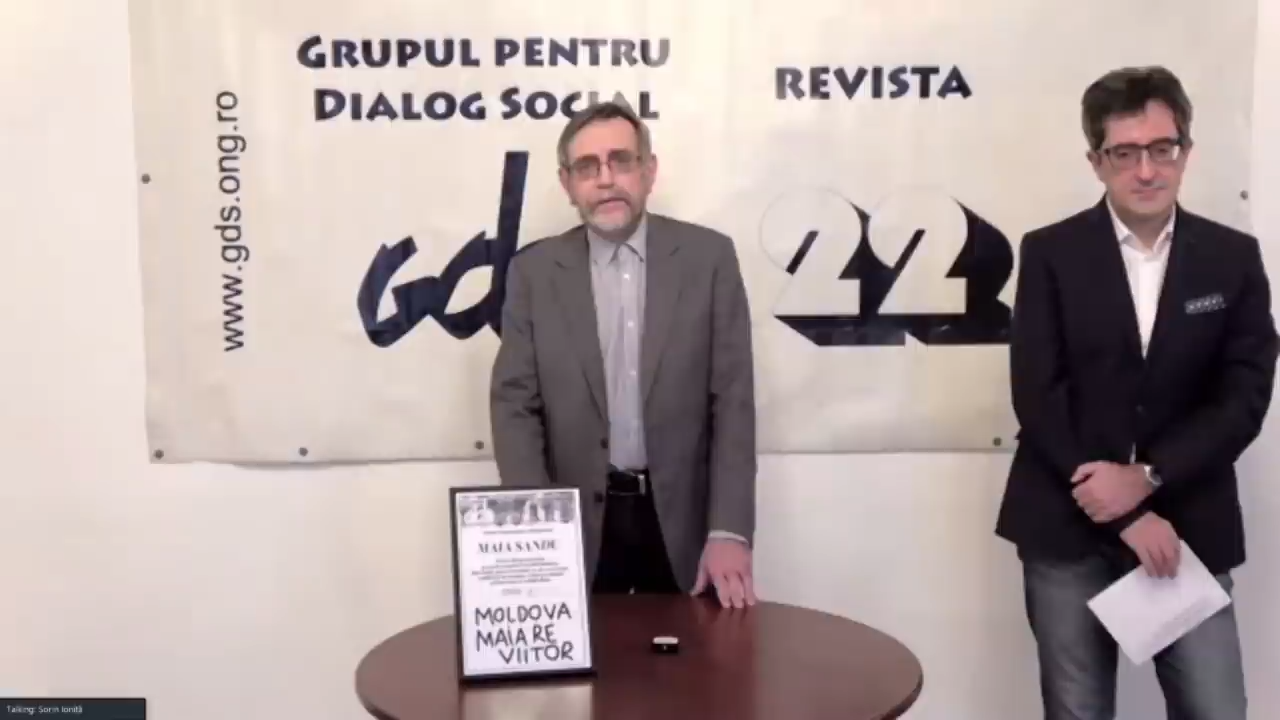 GRUPUL PENTRU
DIALOG SOCIAL
REVISTA
www.gds.ong.ro
gds
22
MAIA SANDU
MOLDOVA
MAIA RE
VIITOR
Talking: Sorin Ioniță